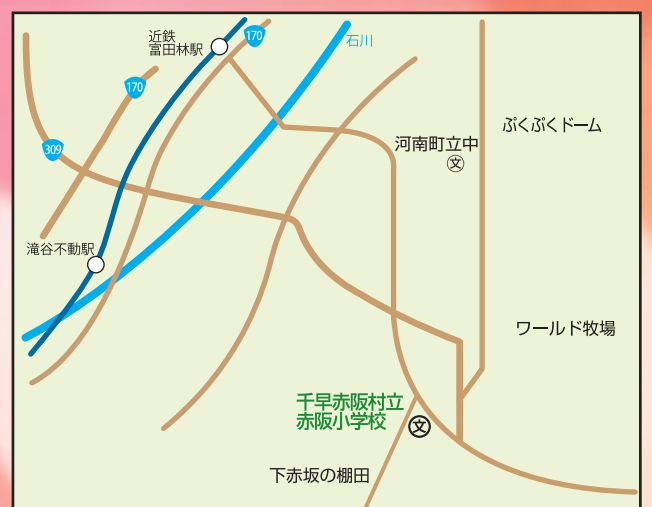 近鉄
富田林駅
170
石川
170
309
ぷくぷくドーム
河南町立中
文
滝谷不動駅
ワールド牧場
千早赤阪村立
赤阪小学校
文
下赤坂の棚田